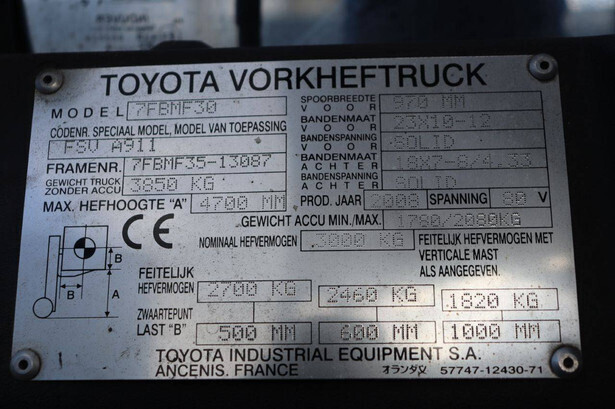 TOYOTA VORKHEFTRUCK
MODEL 7FBMF30
CODENR. SPECIAAL MODEL, MODEL VAN TOEPASSING
FSV A911
FRAMENR. 7FBMF35-13087
GEWICHT TRUCK ZONDER ACCU 3850 KG
MAX. HEFHOOGTE "A" 4700 MM
SPOORBREEDTE VOOR 970 MM
BANDENMAAT VOOR 23X10-12
BANDENSPANNING VOOR SOLID
BANDENMAAT ACHTER 18X7-8/4.33
BANDENSPANNING ACHTER SOLID
PROD. JAAR 2008 SPANNING 80 V
GEWICHT ACCU MIN./MAX. 1780/2080KG
CE
NOMINAAL HEFVERMOGEN 3000 KG
FEITELIJK HEFVERMOGEN MET
VERTICALE MAST
ALS AANGEGEVEN.
B
B A
FEITELIJK
HEFVERMOGEN 2700 KG 2460 KG 1820 KG
ZWAARTEPUNT
LAST "B" 500 MM 600 MM 1000 MM
TOYOTA INDUSTRIAL EQUIPMENT S.A.
ANCENIS. FRANCE オランダメ 57747-12430-71